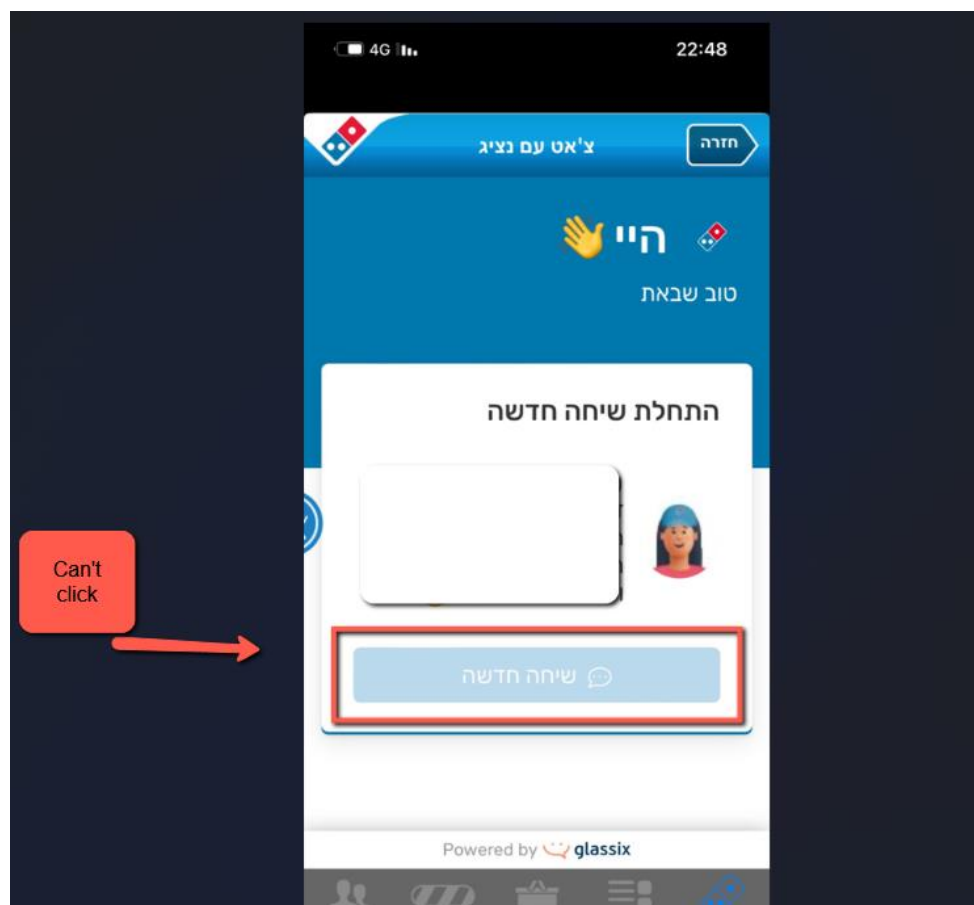 4G
22:48
צ'אט עם נציג
חזרה
היי 👋
טוב שבאת
התחלת שיחה חדשה
Can't
click
שיחה חדשה
Powered by glassix